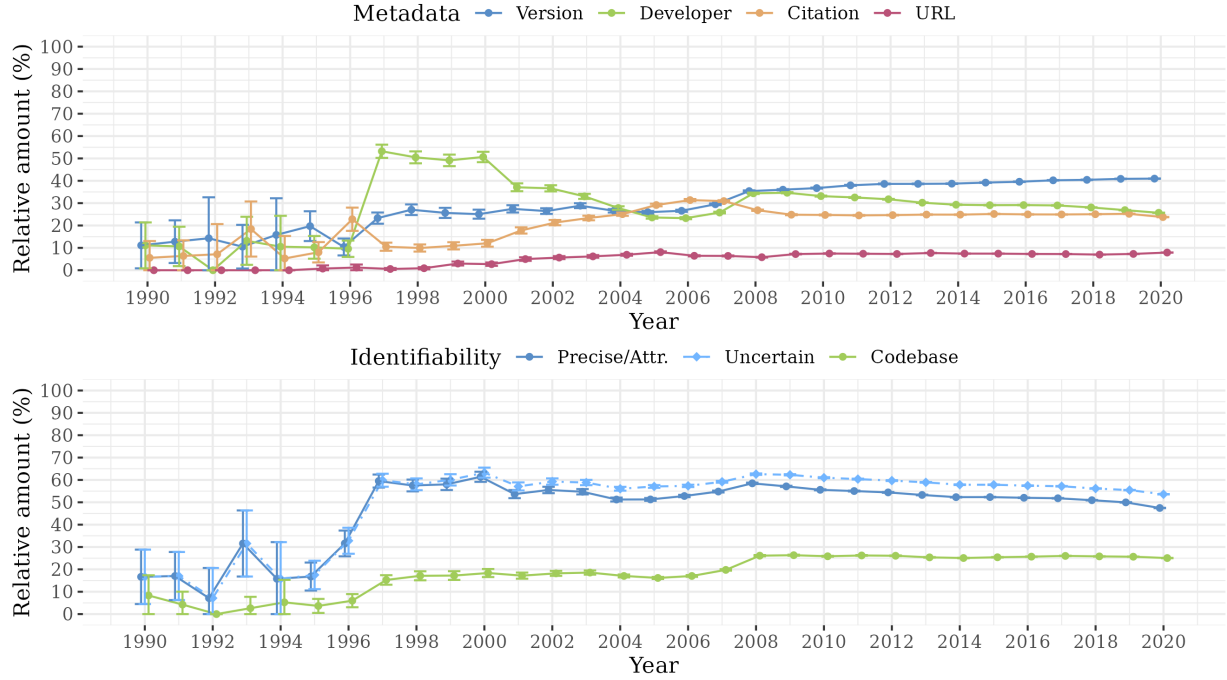 Metadata Version Developer Citation URL
Relative amount (%)
100
90
80
70
60
50
40
30
20
10
0
1990 1992 1994 1996 1998 2000 2002 2004 2006 2008 2010 2012 2014 2016 2018 2020
Year
Identifiability Precise/Attr. Uncertain Codebase
Relative amount (%)
100
90
80
70
60
50
40
30
20
10
0
1990 1992 1994 1996 1998 2000 2002 2004 2006 2008 2010 2012 2014 2016 2018 2020
Year